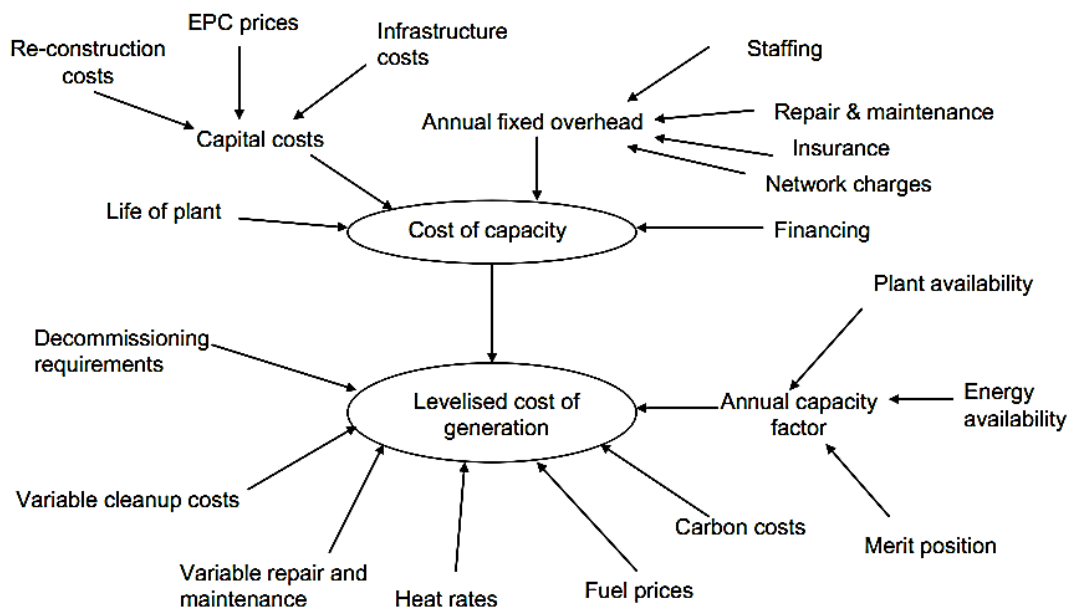 EPC prices
Re-construction
costs
Infrastructure
costs
Staffing
Capital costs
Annual fixed overhead
Repair & maintenance
Insurance
Network charges
Life of plant
Cost of capacity
Financing
Plant availability
Decommissioning
requirements
Levelised cost of
generation
Annual capacity
factor
Energy
availability
Variable cleanup costs
Carbon costs
Merit position
Variable repair and
maintenance
Heat rates
Fuel prices